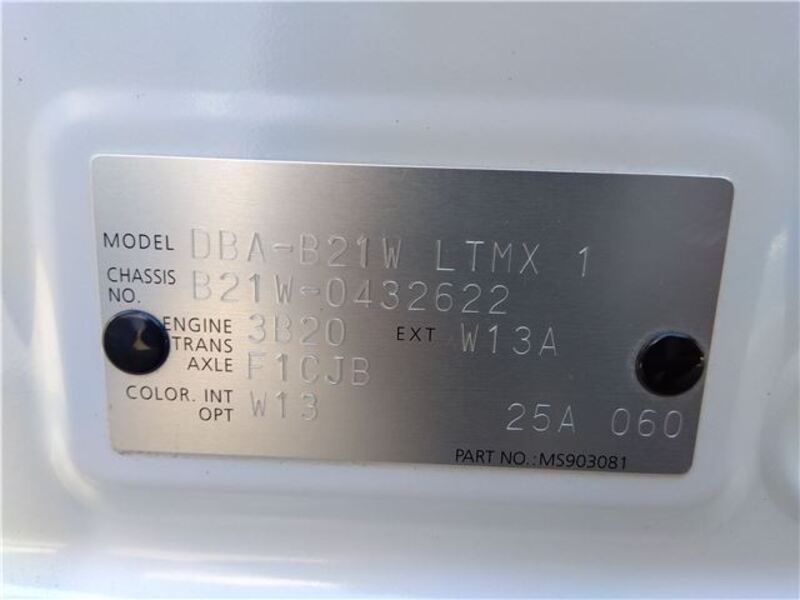 MODEL DBA-B21W LTMX 1
CHASSIS NO. B21W-0432622
ENGINE 3B20 EXT W13A
TRANS AXLE F1CJB
COLOR. INT W13
OPT 25A 060
PART NO.:MS903081